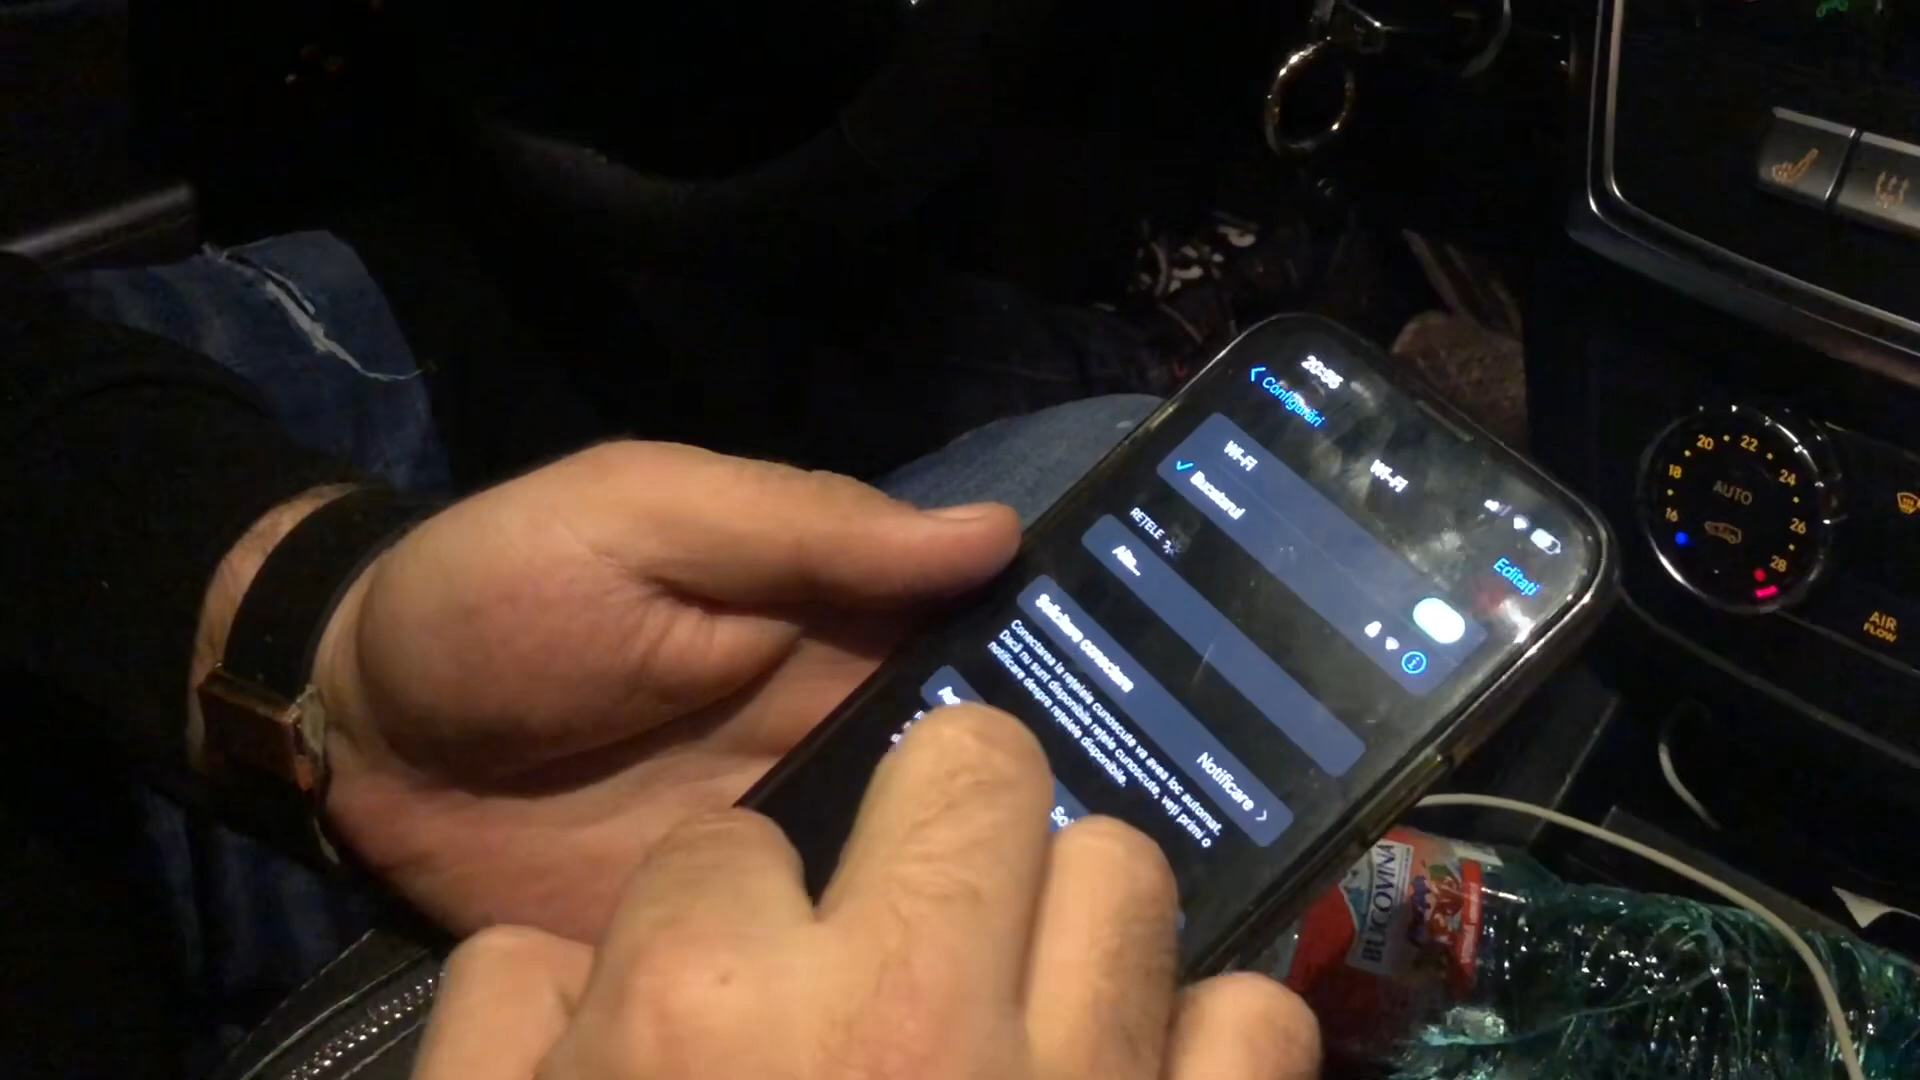 20:56
Configurări
Wi-Fi
Editați
Wi-Fi
Bucatarul
REȚELE
Alta...
Solicitare conectare
Notificare
Conectarea la rețelele cunoscute va avea loc automat.
Dacă nu sunt disponibile rețele cunoscute, veți primi o
notificare despre rețelele disponibile.
20
22
24
18
AUTO
16
26
28
AIR
FLOW
BUCOVINA